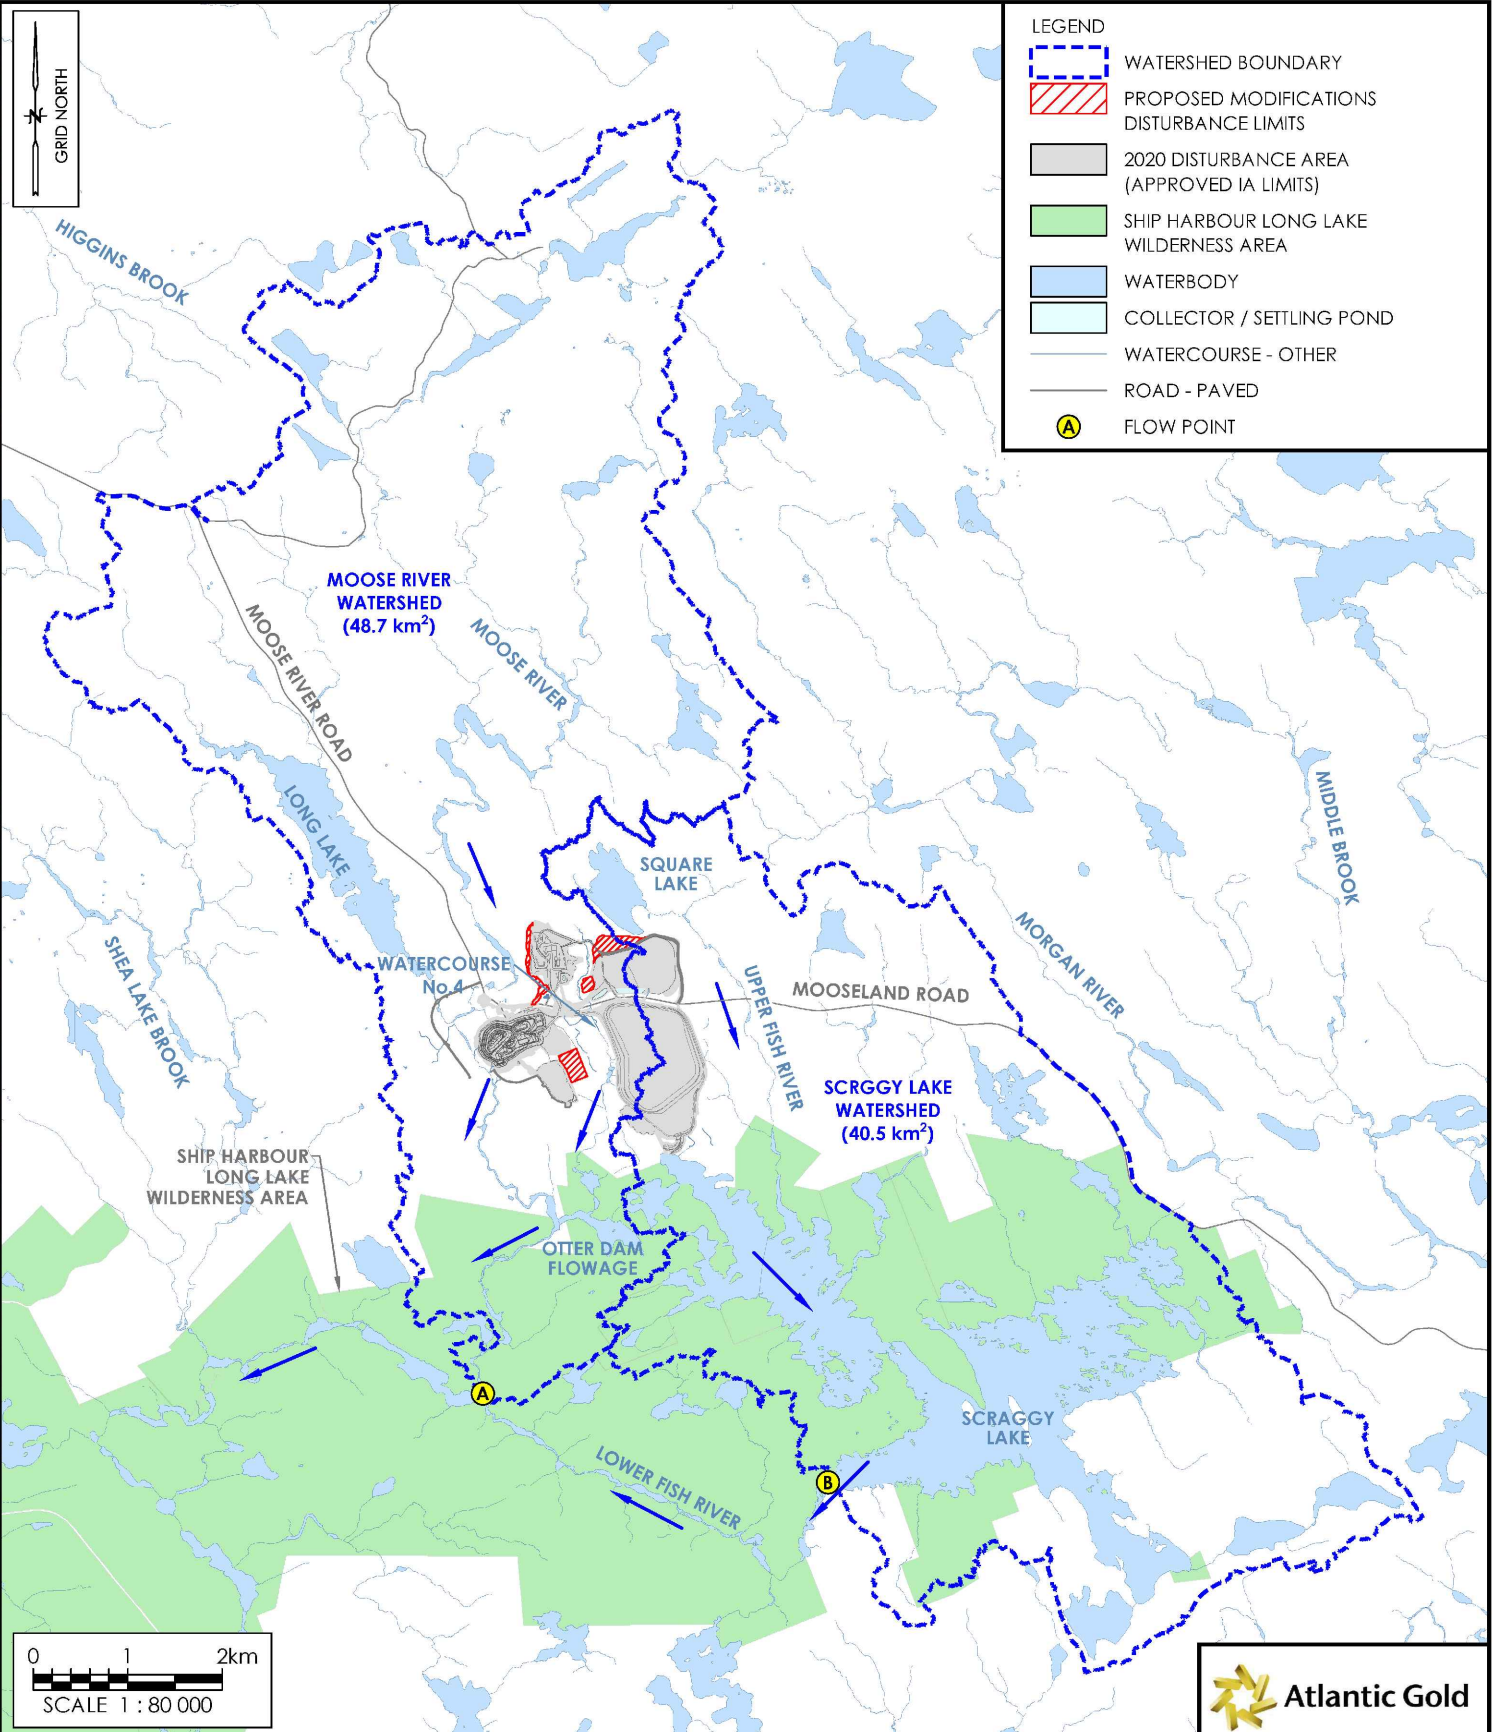 GRID NORTH
N
LEGEND
WATERSHED BOUNDARY
PROPOSED MODIFICATIONS
DISTURBANCE LIMITS
2020 DISTURBANCE AREA
(APPROVED IA LIMITS)
SHIP HARBOUR LONG LAKE
WILDERNESS AREA
WATERBODY
COLLECTOR / SETTLING POND
WATERCOURSE - OTHER
ROAD - PAVED
A FLOW POINT
HIGGINS BROOK
MOOSE RIVER
WATERSHED
(48.7 km²)
MOOSE RIVER ROAD
MOOSE RIVER
LONG LAKE
SQUARE
LAKE
MIDDLE BROOK
MORGAN RIVER
SHEA LAKE BROOK
WATERCOURSE
No.4
UPPER FISH RIVER
MOOSELAND ROAD
SCRGGY LAKE
WATERSHED
(40.5 km²)
SHIP HARBOUR
LONG LAKE
WILDERNESS AREA
OTTER DAM
FLOWAGE
A
SCRAGGY
LAKE
B
LOWER FISH RIVER
0 1 2km
SCALE 1 : 80 000
Atlantic Gold